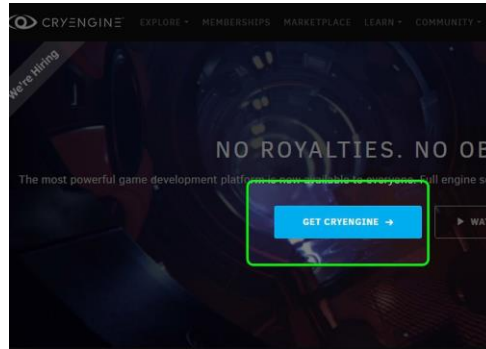 CRYENGINE EXPLORE MEMBERSHIPS MARKETPLACE LEARN COMMUNITY
We're Hiring
NO ROYALTIES. NO OB
The most powerful game development platform is now available to everyone. Full engine s
GET CRYENGINE → WA